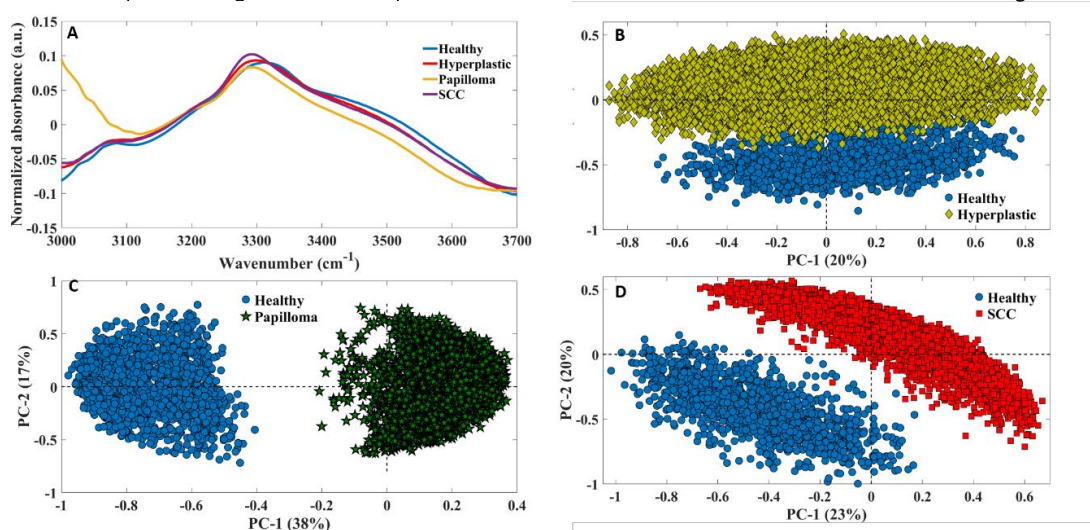 A
0.15
0.1
0.05
0
-0.05
-0.1
-0.15
Normalized absorbance (a.u.)
Healthy
Hyperplastic
Papilloma
SCC
3000 3100 3200 3300 3400 3500 3600 3700
Wavenumber (cm⁻¹)
B
0.5
0
-0.5
-1
Healthy
Hyperplastic
-0.8 -0.6 -0.4 -0.2 0 0.2 0.4 0.6 0.8
PC-1 (20%)
C
1
0.5
0
-0.5
-1
PC-2 (17%)
Healthy
Papilloma
-1 -0.8 -0.6 -0.4 -0.2 0 0.2 0.4
PC-1 (38%)
D
0.5
0
-0.5
-1
PC-2 (20%)
Healthy
SCC
-1 -0.8 -0.6 -0.4 -0.2 0 0.2 0.4 0.6
PC-1 (23%)